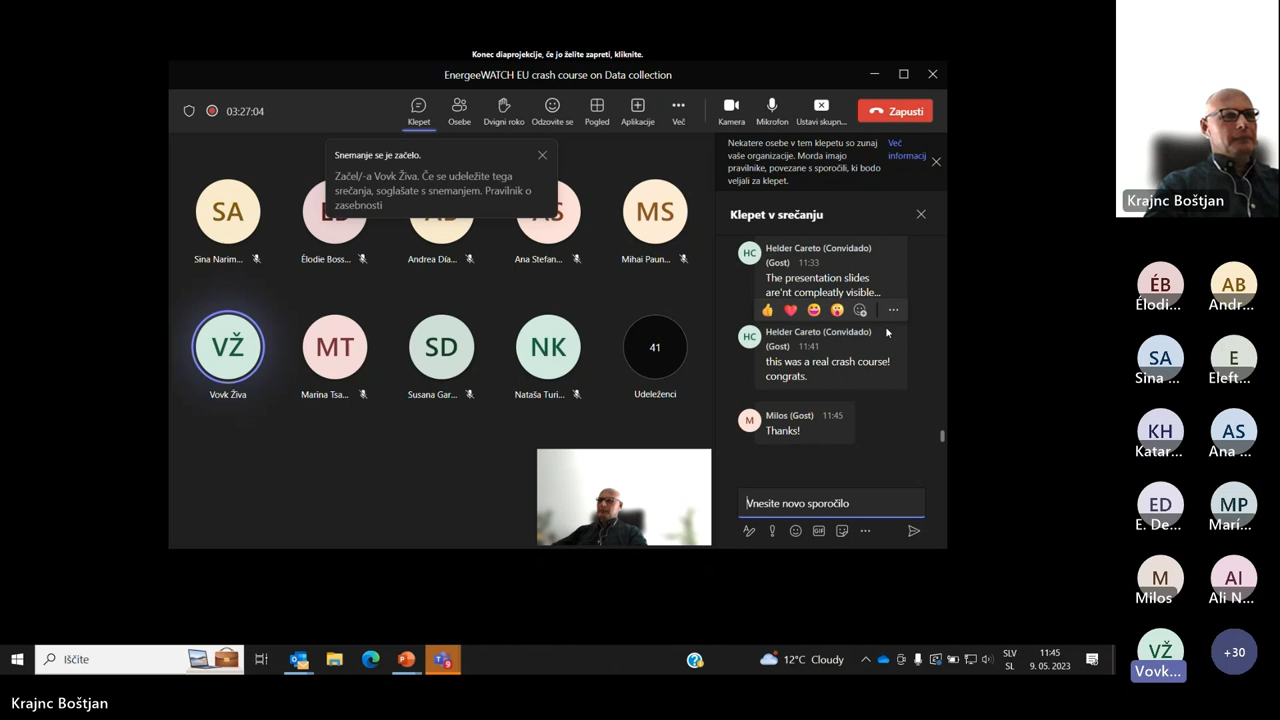 Konec diaprojekcije, če jo želite zapreti, kliknite.
EnergeeWATCH EU crash course on Data collection
03:27:04
Klepet
Osebe
Dvigni roko
Odzovite se
Pogled
Aplikacije
Več
Kamera
Mikrofon
Ustavi skupn...
Zapusti
Snemanje se je začelo.
Začel/-a Vovk Živa. Če se udeležite tega
srečanja, soglašate s snemanjem. Pravilnik o
zasebnosti
Nekatere osebe v tem klepetu so zunaj
vaše organizacije. Morda imajo
pravilnike, povezane s sporočili, ki bodo
veljali za klepet.
Več
informacij
SA
MS
Sina Narim...
Élodie Boss...
Andrea Día...
Ana Stefan...
Mihai Paun...
VŽ
MT
SD
NK
41
Vovk Živa
Marina Tsa...
Susana Gar...
Nataša Turi...
Udeleženci
Klepet v srečanju
HC
Helder Careto (Convidado)
(Gost) 11:33
The presentation slides
are'nt compleatly visible...
HC
Helder Careto (Convidado)
(Gost) 11:41
this was a real crash course!
congrats.
M
Milos (Gost) 11:45
Thanks!
Vnesite novo sporočilo
GIF
Krajnc Boštjan
ÉB
Élodi...
AB
Andr...
SA
Sina ...
E
Eleft...
KH
Katar...
AS
Ana ...
ED
E. De...
MP
Marí...
M
Milos
AI
Ali N...
VŽ
Vovk...
+30
Iščite
12°C Cloudy
SLV
SL
11:45
9. 05. 2023
Krajnc Boštjan